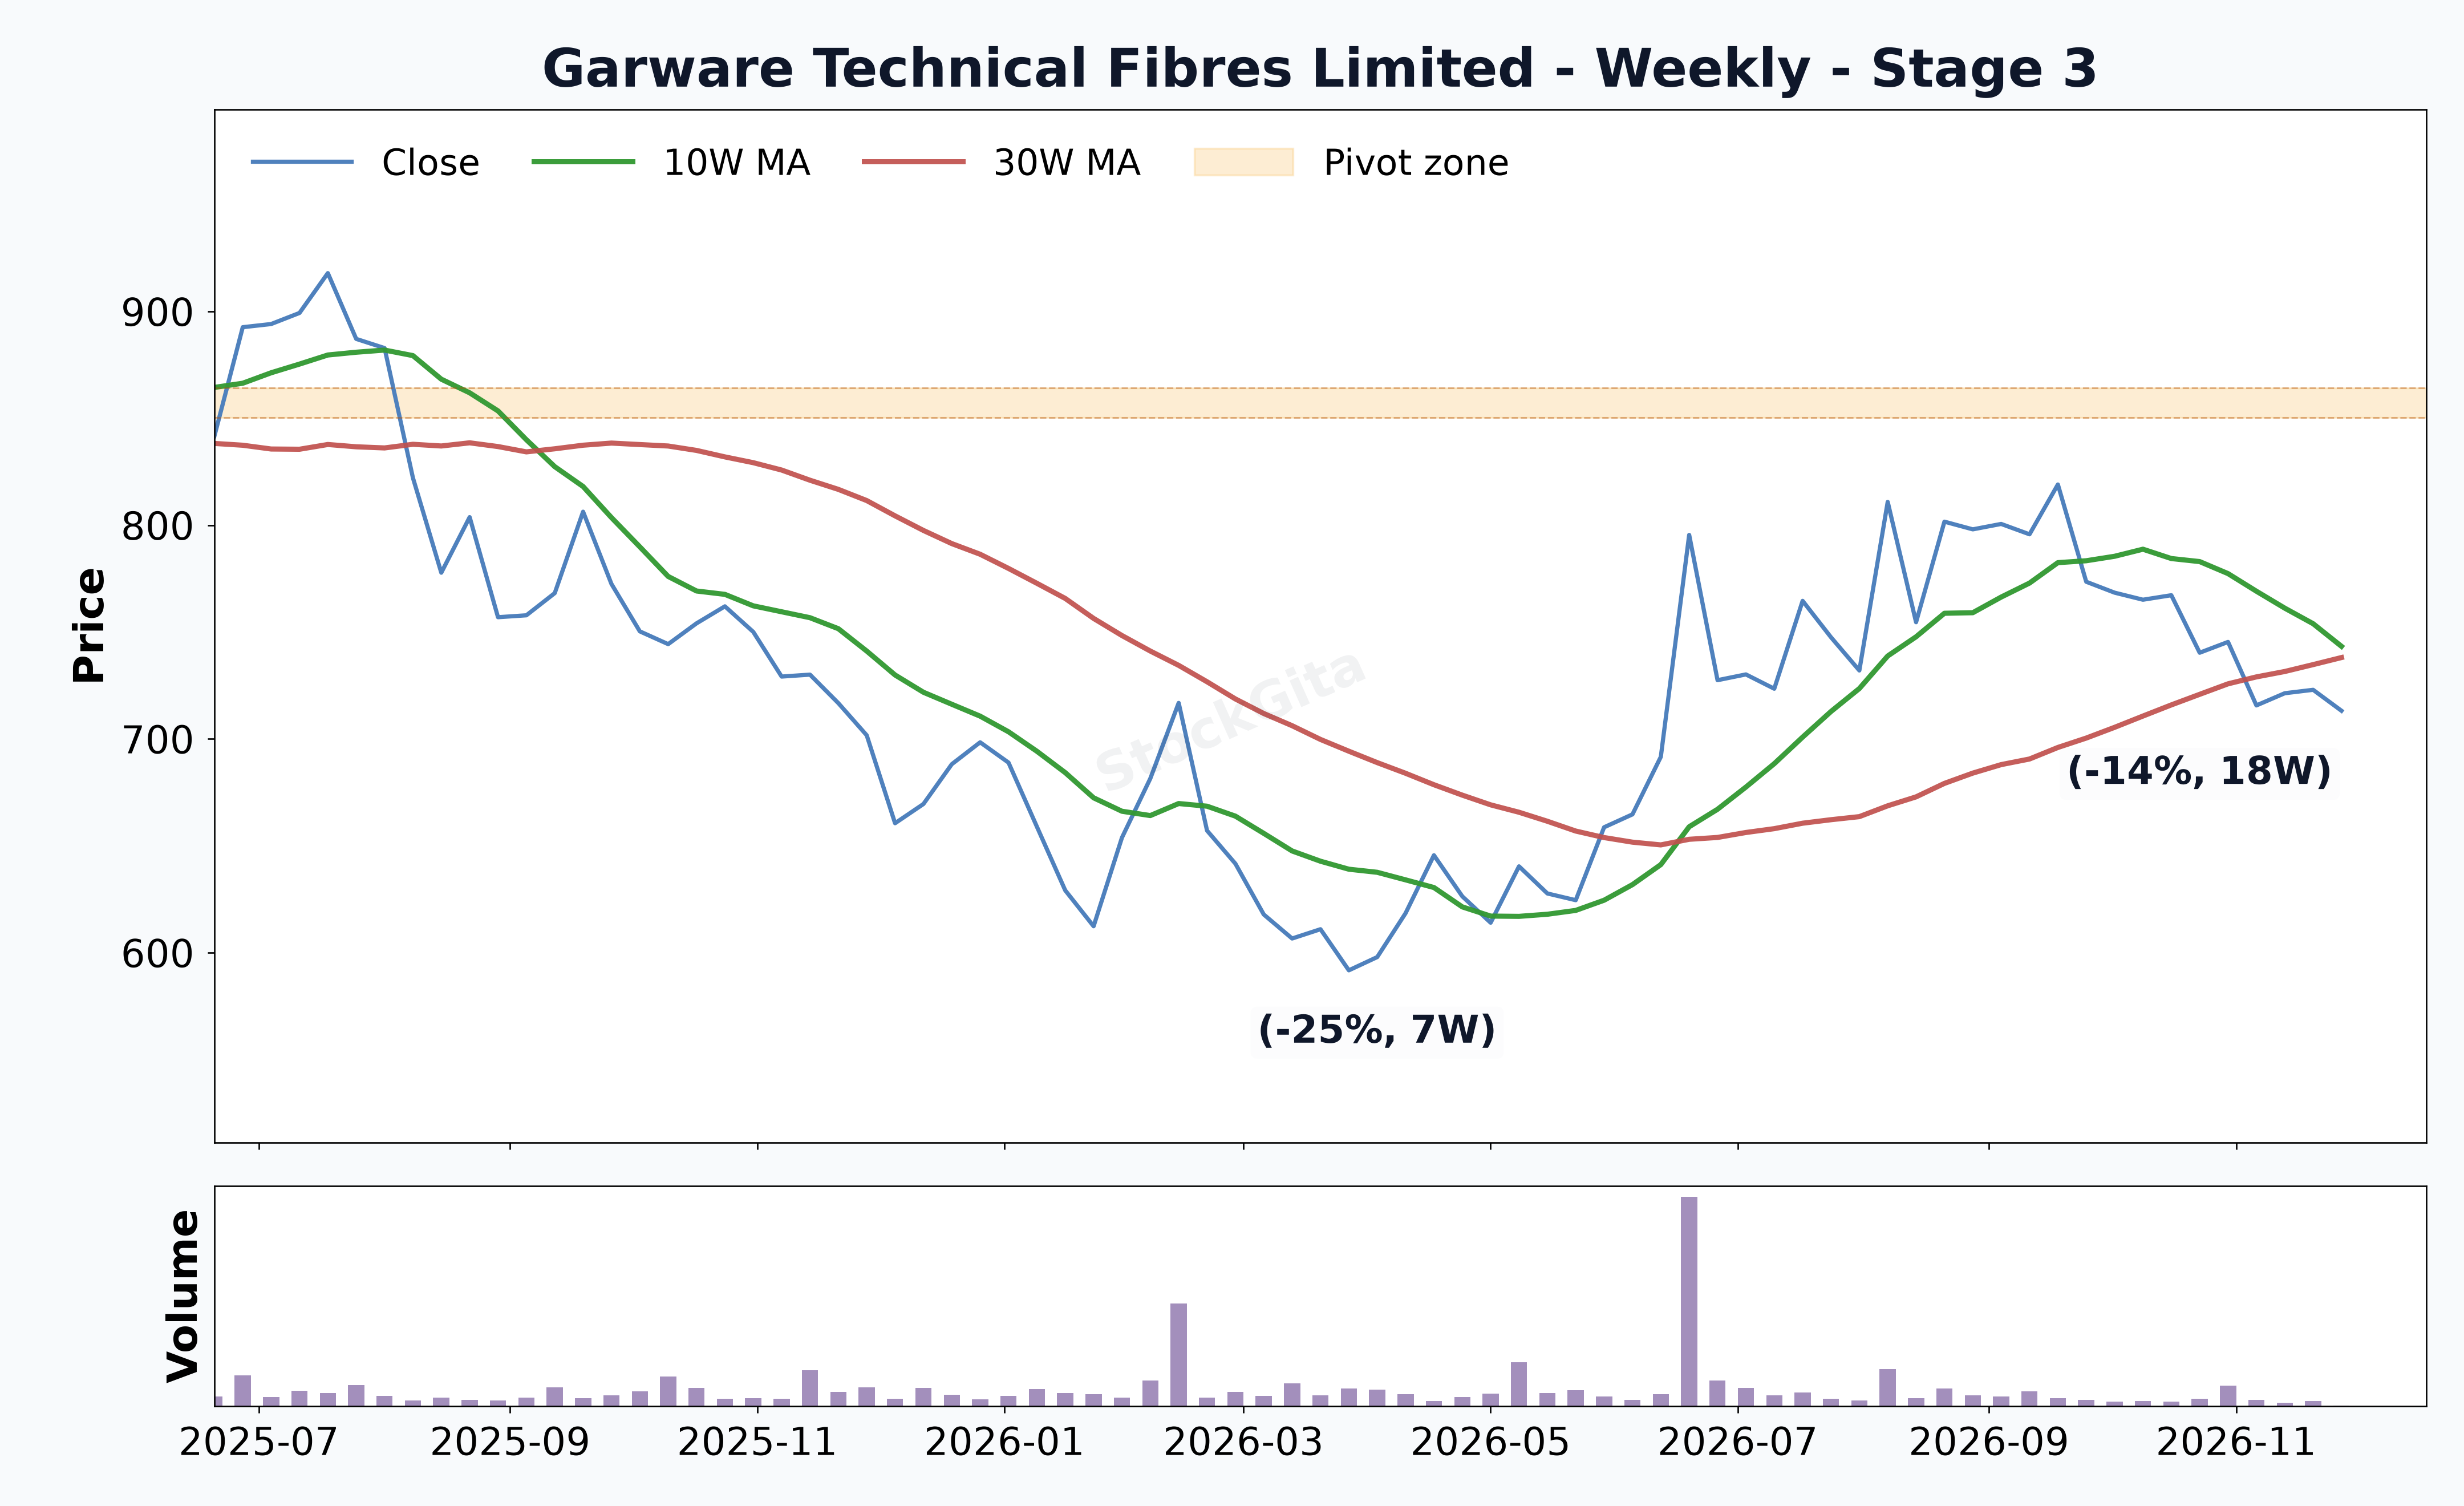 Garware Technical Fibres Limited - Weekly - Stage 3
Close
10W MA
30W MA
Pivot zone
Price
900
800
700
600
StockGita
(-14%, 18W)
(-25%, 7W)
Volume
2025-07
2025-09
2025-11
2026-01
2026-03
2026-05
2026-07
2026-09
2026-11